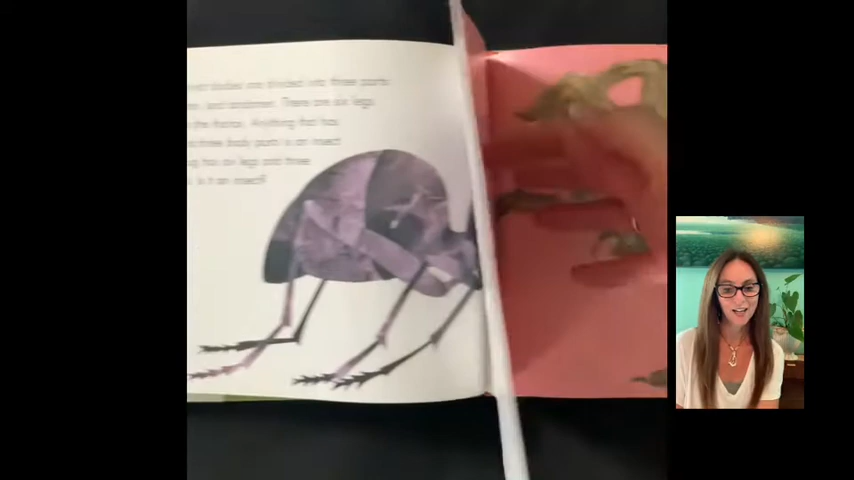 bodies are divided into three parts
and abdomen. There are six legs
the thorax. Anything that has
three body parts is an insect.
has six legs and three
Is it an insect?